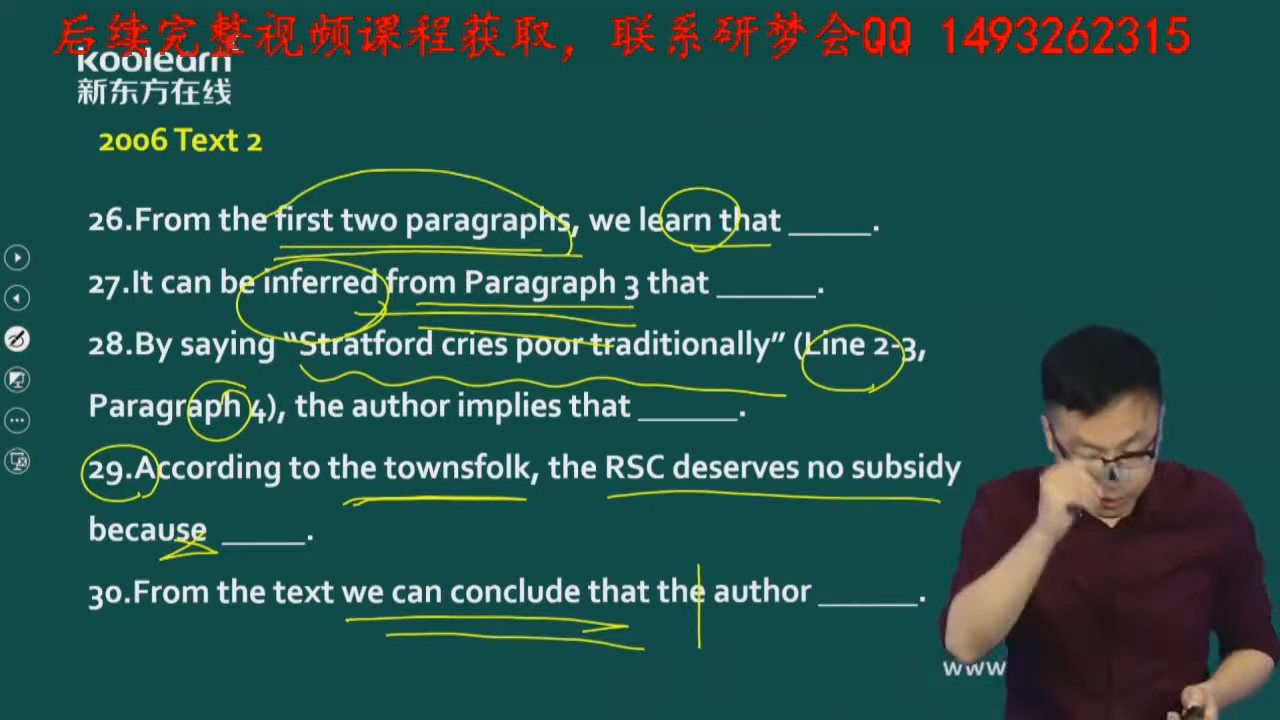 后续完整视频课程获取，联系研梦会QQ 1493262315
koolearn
新东方在线
2006 Text 2
26.From the first two paragraphs, we learn that _____.
27.It can be inferred from Paragraph 3 that ______.
28.By saying “Stratford cries poor traditionally” (Line 2-3,
Paragraph 4), the author implies that ______.
29.According to the townsfolk, the RSC deserves no subsidy
because _____.
30.From the text we can conclude that the author ______.
www